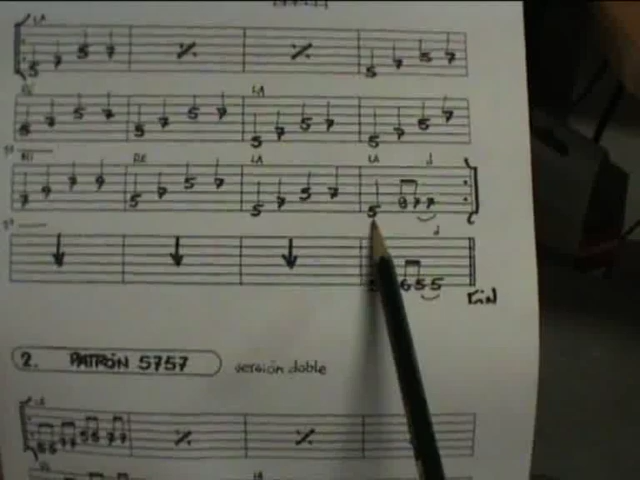 LA
5 7 5 7 % % 5 7 5 7
RE LA
5 7 5 7 5 7 5 7 5 7 5 7 5 7 5 7
MI RE LA LA
7 9 7 9 5 7 5 7 5 7 5 7 5 8 7 7
6 5 5
Fin
2. PATRÓN 5757 versión doble
5 5 7 7 5 5 7 7 % %